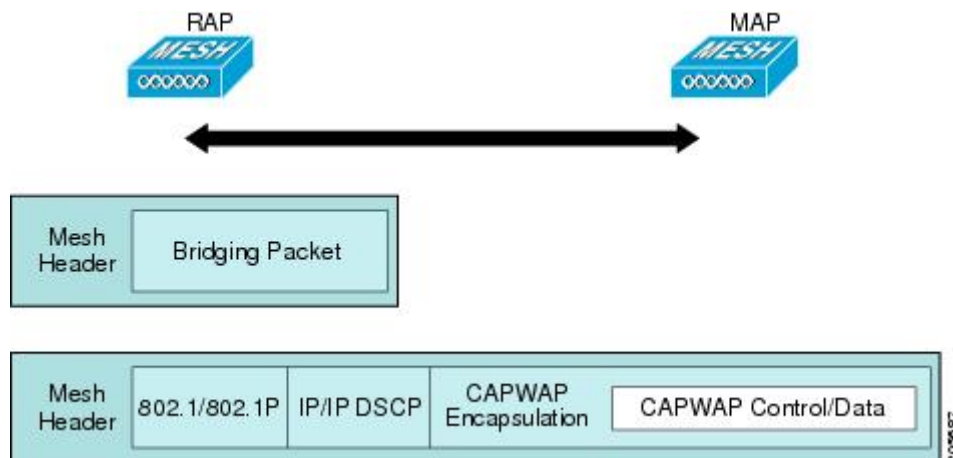 RAP
MAP
MESH
MESH
Mesh
Header
Bridging Packet
Mesh
Header
802.1/802.1P
IP/IP DSCP
CAPWAP
Encapsulation
CAPWAP Control/Data